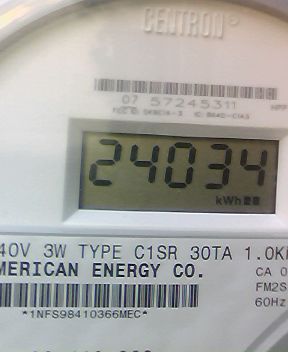 CENTRON®
07 57245311
24034
kWh
40V 3W TYPE C1SR 30TA 1.0K
MERICAN ENERGY CO.
CA 0
FM2S
60Hz
*1NFS98410366MEC*